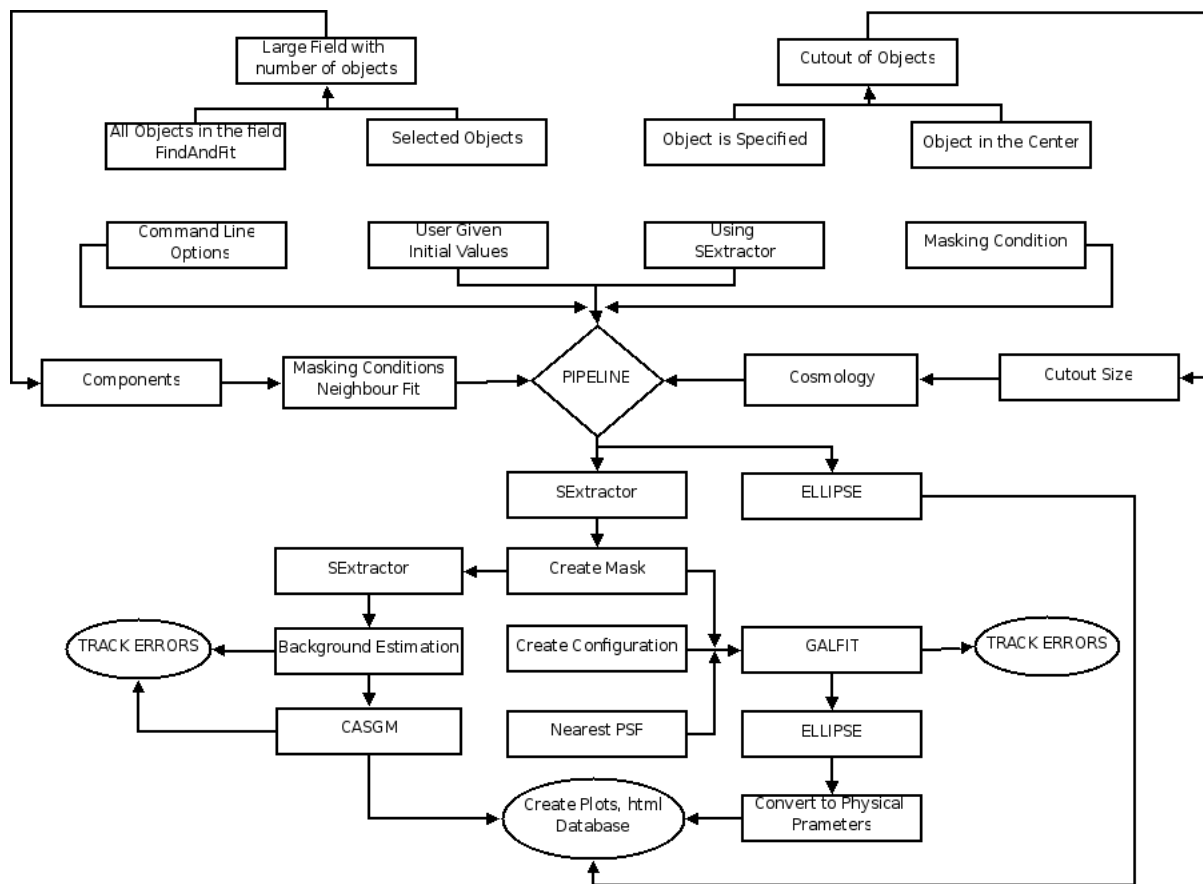 Large Field with
number of objects
Cutout of Objects
All Objects in the field
FindAndFit
Selected Objects
Object is Specified
Object in the Center
Command Line
Options
User Given
Initial Values
Using
SExtractor
Masking Condition
Components
Masking Conditions
Neighbour Fit
PIPELINE
Cosmology
Cutout Size
SExtractor
ELLIPSE
SExtractor
Create Mask
TRACK ERRORS
Background Estimation
Create Configuration
GALFIT
TRACK ERRORS
CASGM
Nearest PSF
ELLIPSE
Create Plots, html
Database
Convert to Physical
Prameters